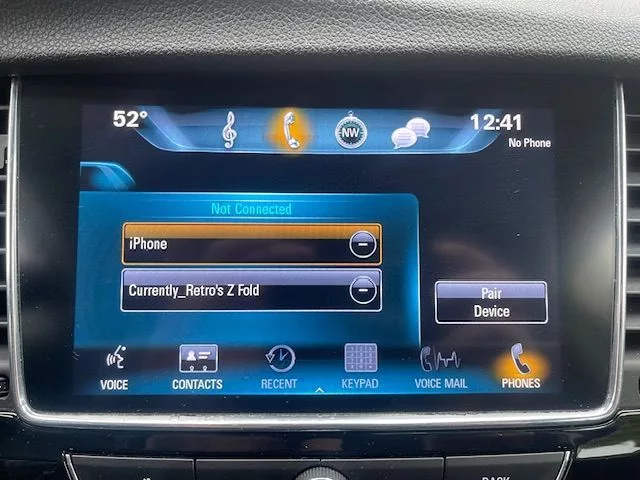 52°
NW
12:41
No Phone
Not Connected
iPhone
Currently_Retro's Z Fold
Pair
Device
VOICE
CONTACTS
RECENT
KEYPAD
VOICE MAIL
PHONES
BACK